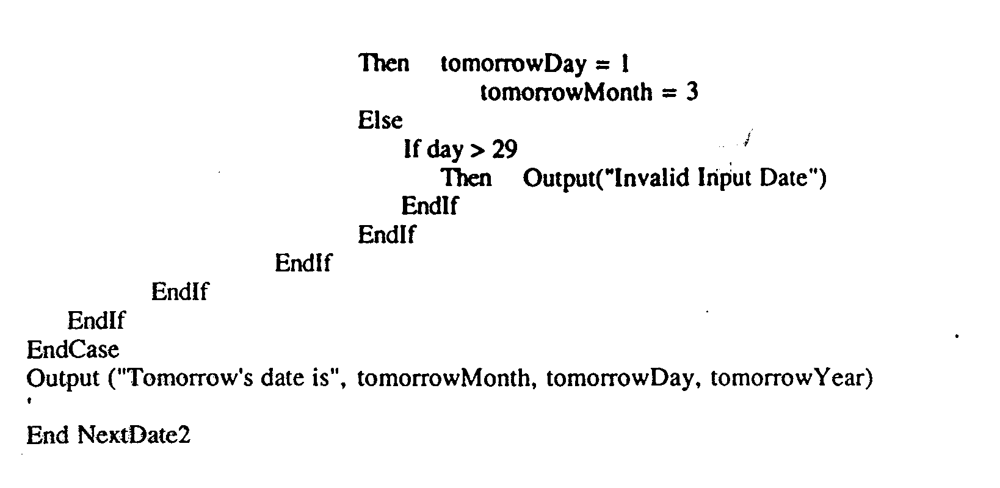 Then tomorrowDay = 1
tomorrowMonth = 3
Else
If day > 29
Then Output("Invalid Input Date")
EndIf
EndIf
EndIf
EndIf
EndIf
EndCase
Output ("Tomorrow's date is", tomorrowMonth, tomorrowDay, tomorrowYear)
'
End NextDate2